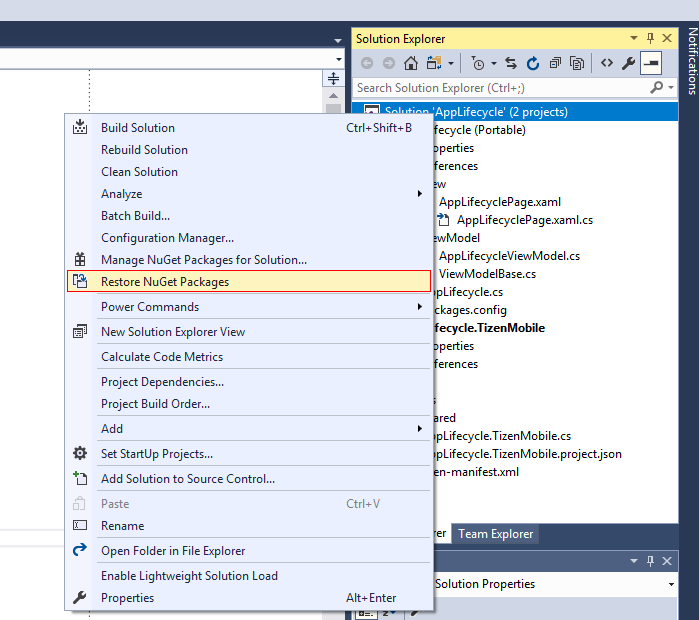 Solution Explorer
Notifications
Search Solution Explorer (Ctrl+;)
Solution 'AppLifecycle' (2 projects)
ifecycle (Portable)
operties
ferences
ew
AppLifecyclePage.xaml
AppLifecyclePage.xaml.cs
ewModel
AppLifecycleViewModel.cs
ViewModelBase.cs
pLifecycle.cs
ckages.config
ifecycle.TizenMobile
operties
ferences
s
ared
pLifecycle.TizenMobile.cs
pLifecycle.TizenMobile.project.json
en-manifest.xml
rer
Team Explorer
Solution Properties
Build Solution Ctrl+Shift+B
Rebuild Solution
Clean Solution
Analyze
Batch Build...
Configuration Manager...
Manage NuGet Packages for Solution...
Restore NuGet Packages
Power Commands
New Solution Explorer View
Calculate Code Metrics
Project Dependencies...
Project Build Order...
Add
Set StartUp Projects...
Add Solution to Source Control...
Paste Ctrl+V
Rename
Open Folder in File Explorer
Enable Lightweight Solution Load
Properties Alt+Enter